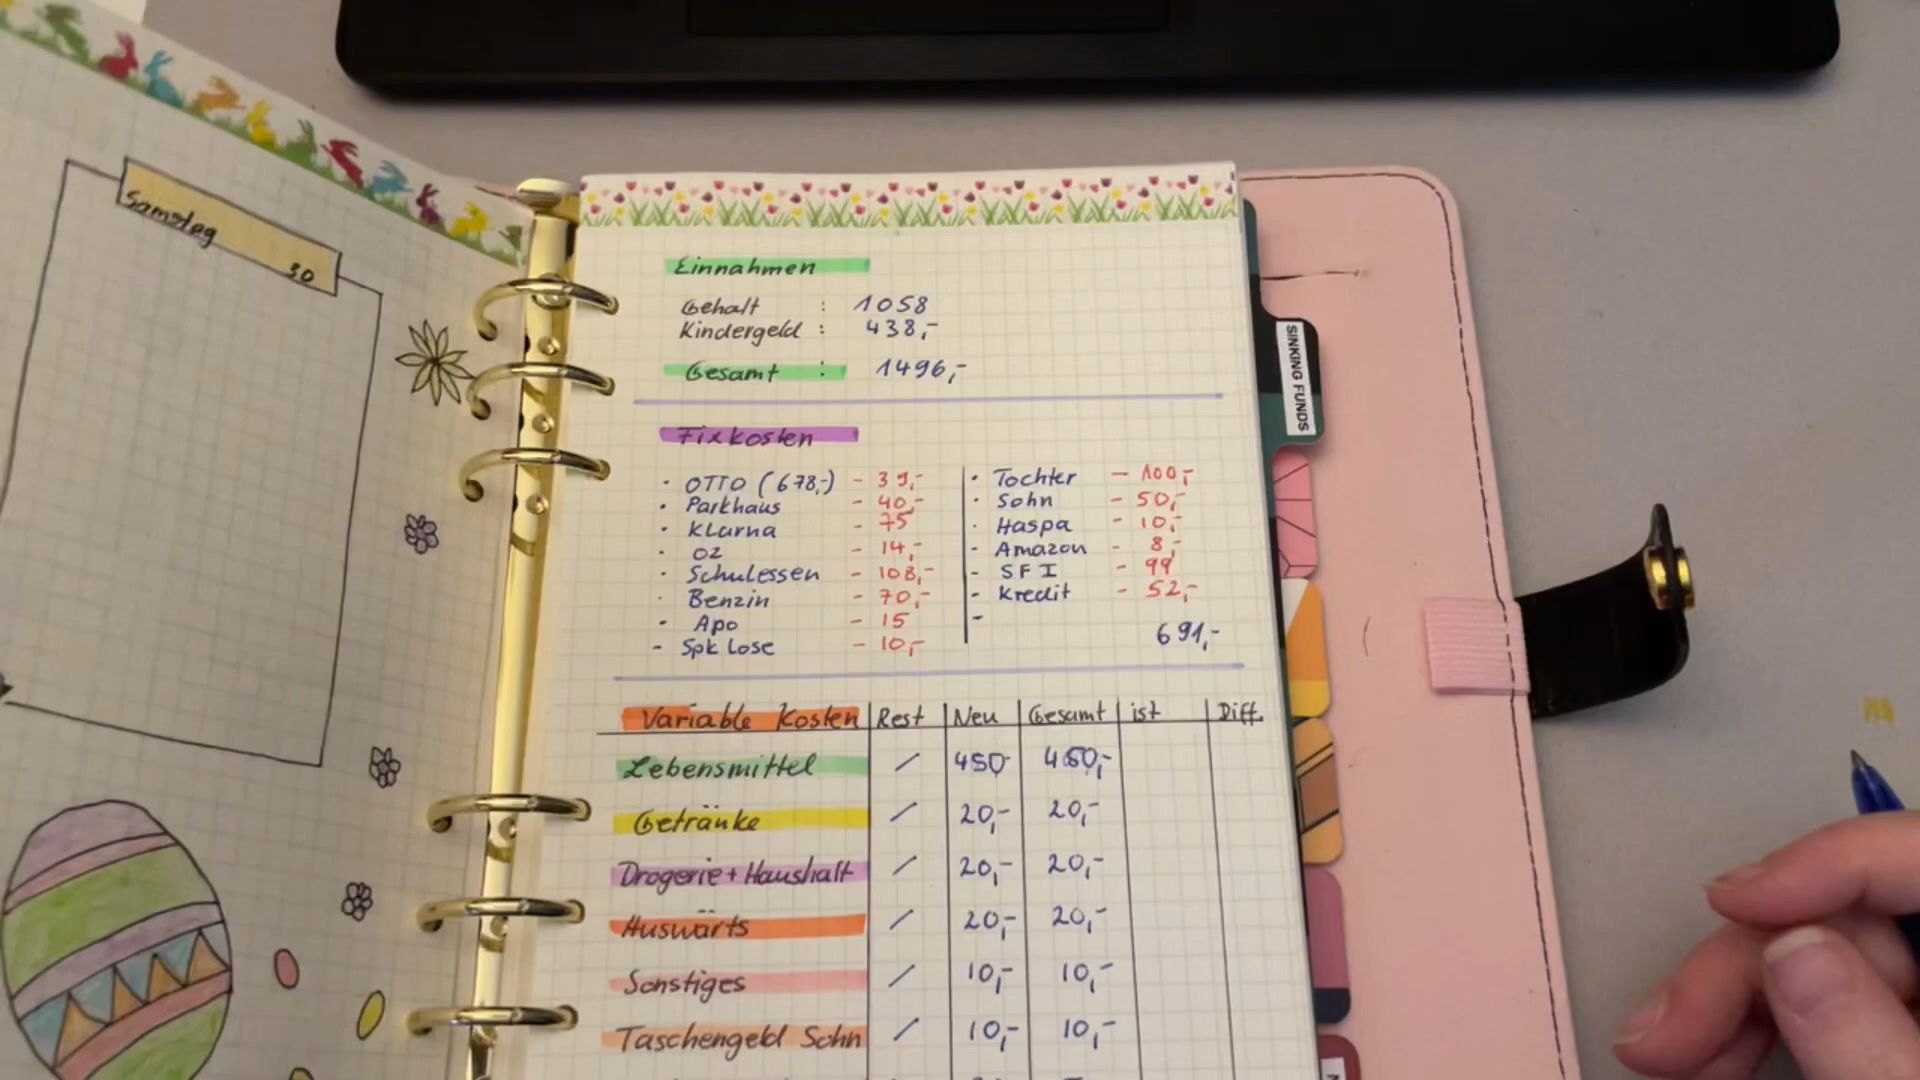 Samstag
30
Einnahmen
Gehalt : 1058
Kindergeld : 438,-
Gesamt : 1496,-
Fixkosten
· OTTO (678,-) - 39,-
· Parkhaus - 40,-
· Klarna - 75
· O2 - 14,-
· Schulessen - 108,-
· Benzin - 70,-
· Apo - 15
- Spk Lose - 10,-
· Tochter - 100,-
· Sohn - 50,-
· Haspa - 10,-
- Amazon - 8,-
- SFI - 99
- Kredit - 52,-
-
691,-
Variable Kosten Rest Neu Gesamt ist Diff.
Lebensmittel / 450- 450,-
Getränke / 20,- 20,-
Drogerie + Haushalt / 20,- 20,-
Auswärts / 20,- 20,-
Sonstiges / 10,- 10,-
Taschengeld Sohn / 10,- 10,-
SINKING FUNDS